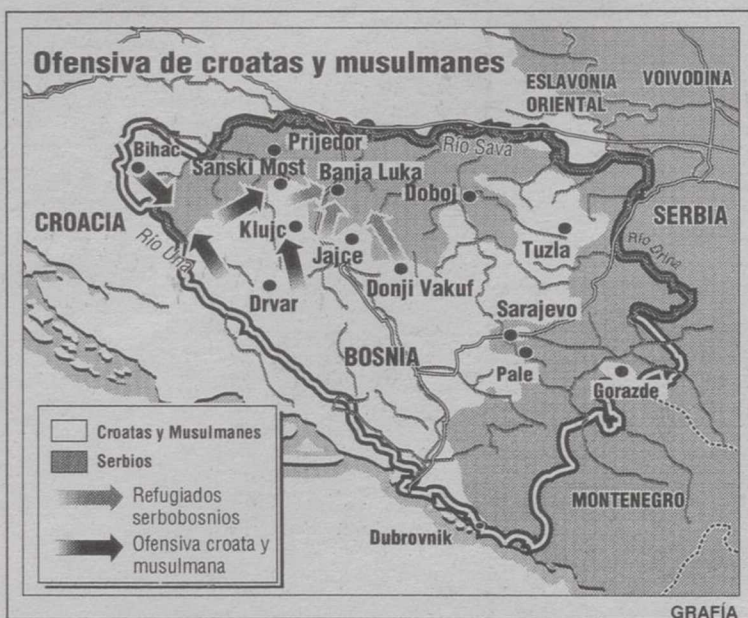 Ofensiva de croatas y musulmanes
ESLAVONIA
ORIENTAL
VOIVODINA
Bihac
Prijedor
Río Sava
Sanski Most
Banja Luka
Doboj
CROACIA
SERBIA
Klujc
Río Una
Jajce
Tuzla
Río Drina
Drvar
Donji Vakuf
Sarajevo
BOSNIA
Pale
Gorazde
Croatas y Musulmanes
Serbios
Refugiados
serbobosnios
MONTENEGRO
Ofensiva croata y
musulmana
Dubrovnik
GRAFÍA